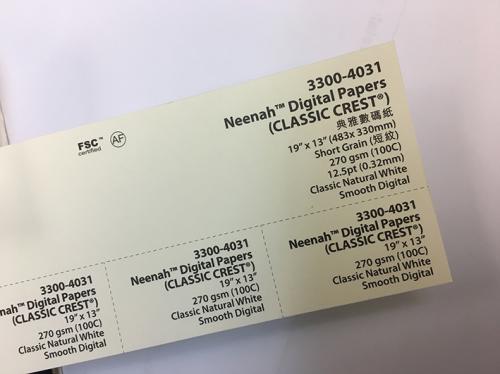 FSC™
certified
AF
3300-4031
Neenah™ Digital Papers
(CLASSIC CREST®)
典雅數碼紙
19" x 13" (483x 330mm)
Short Grain (短紋)
270 gsm (100C)
12.5pt (0.32mm)
Classic Natural White
Smooth Digital
3300-4031
Neenah™ Digital Papers
(CLASSIC CREST®)
19" x 13"
270 gsm (100C)
Classic Natural White
Smooth Digital
3300-4031
Neenah™ Digital Papers
(CLASSIC CREST®)
19" x 13"
270 gsm (100C)
Classic Natural White
Smooth Digital
3300-4031
nah™ Digital Papers
(CLASSIC CREST®)
19" x 13"
270 gsm (100C)
Classic Natural White
Smooth Digital